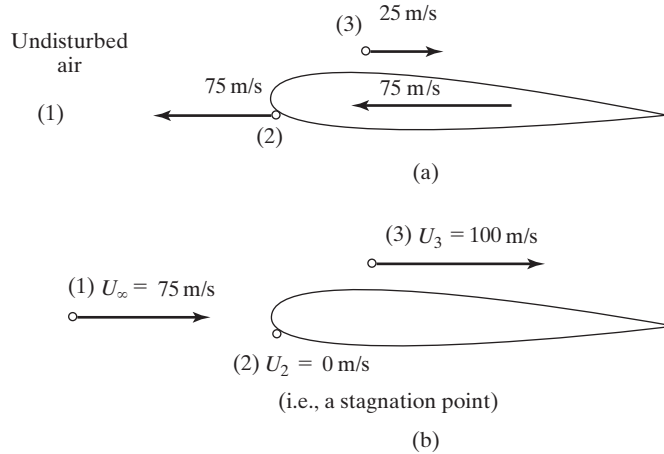 25 m/s
(3)
Undisturbed
air
75 m/s
75 m/s
(1)
(2)
(a)
(3) U₃ = 100 m/s
(1) U∞ = 75 m/s
(2) U₂ = 0 m/s
(i.e., a stagnation point)
(b)